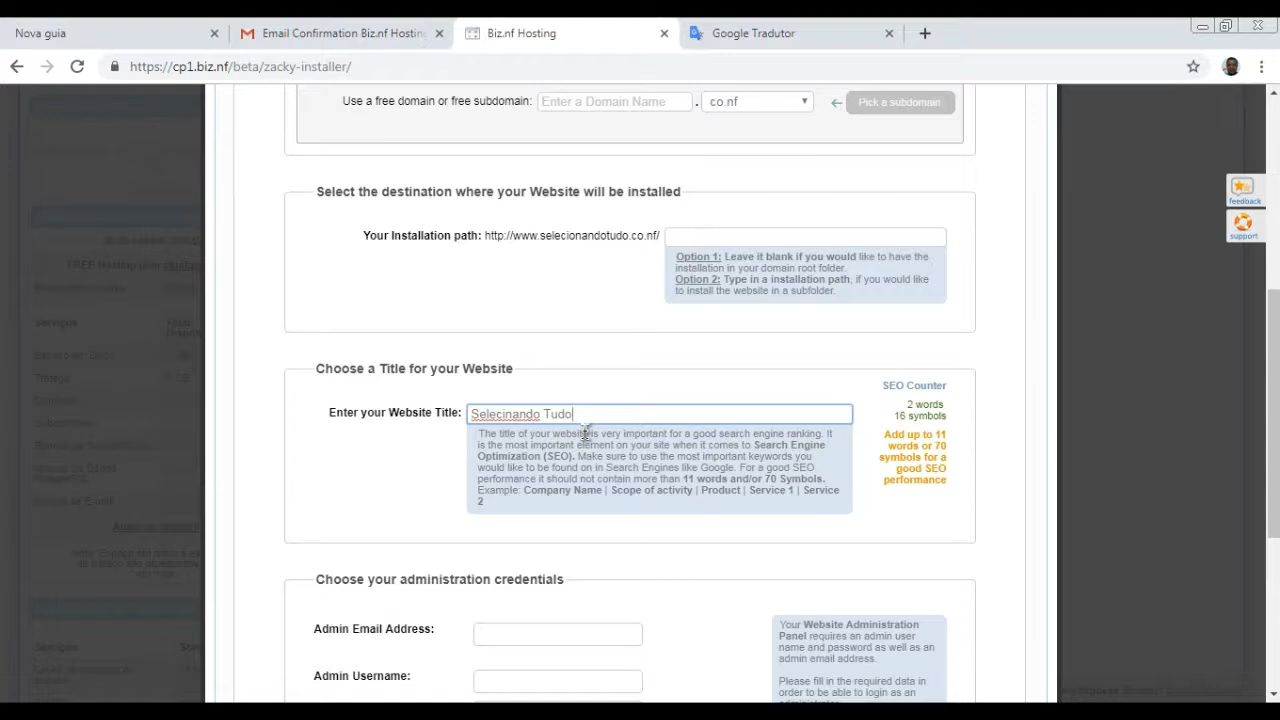 Nova guia
Email Confirmation Biz.nf Hosting
Biz.nf Hosting
Google Tradutor
https://cp1.biz.nf/beta/zacky-installer/
Use a free domain or free subdomain: Enter a Domain Name . co.nf Pick a subdomain
Select the destination where your Website will be installed
feedback
support
Your Installation path: http://www.selecionandotudo.co.nf/
Option 1: Leave it blank if you would like to have the
installation in your domain root folder.
Option 2: Type in a installation path, if you would like
to install the website in a subfolder.
Choose a Title for your Website
SEO Counter
Enter your Website Title: Selecinando Tudo
2 words
16 symbols
Add up to 11
words or 70
symbols for a
good SEO
performance
The title of your website is very important for a good search engine ranking. It
is the most important element on your site when it comes to Search Engine
Optimization (SEO). Make sure to use the most important keywords you
would like to be found on in Search Engines like Google. For a good SEO
performance it should not contain more than 11 words and/or 70 Symbols.
Example: Company Name | Scope of activity | Product | Service 1 | Service
2
Choose your administration credentials
Admin Email Address:
Admin Username:
Your Website Administration
Panel requires an admin user
name and password as well as an
admin email address.
Please fill in the required data in
order to be able to login as an